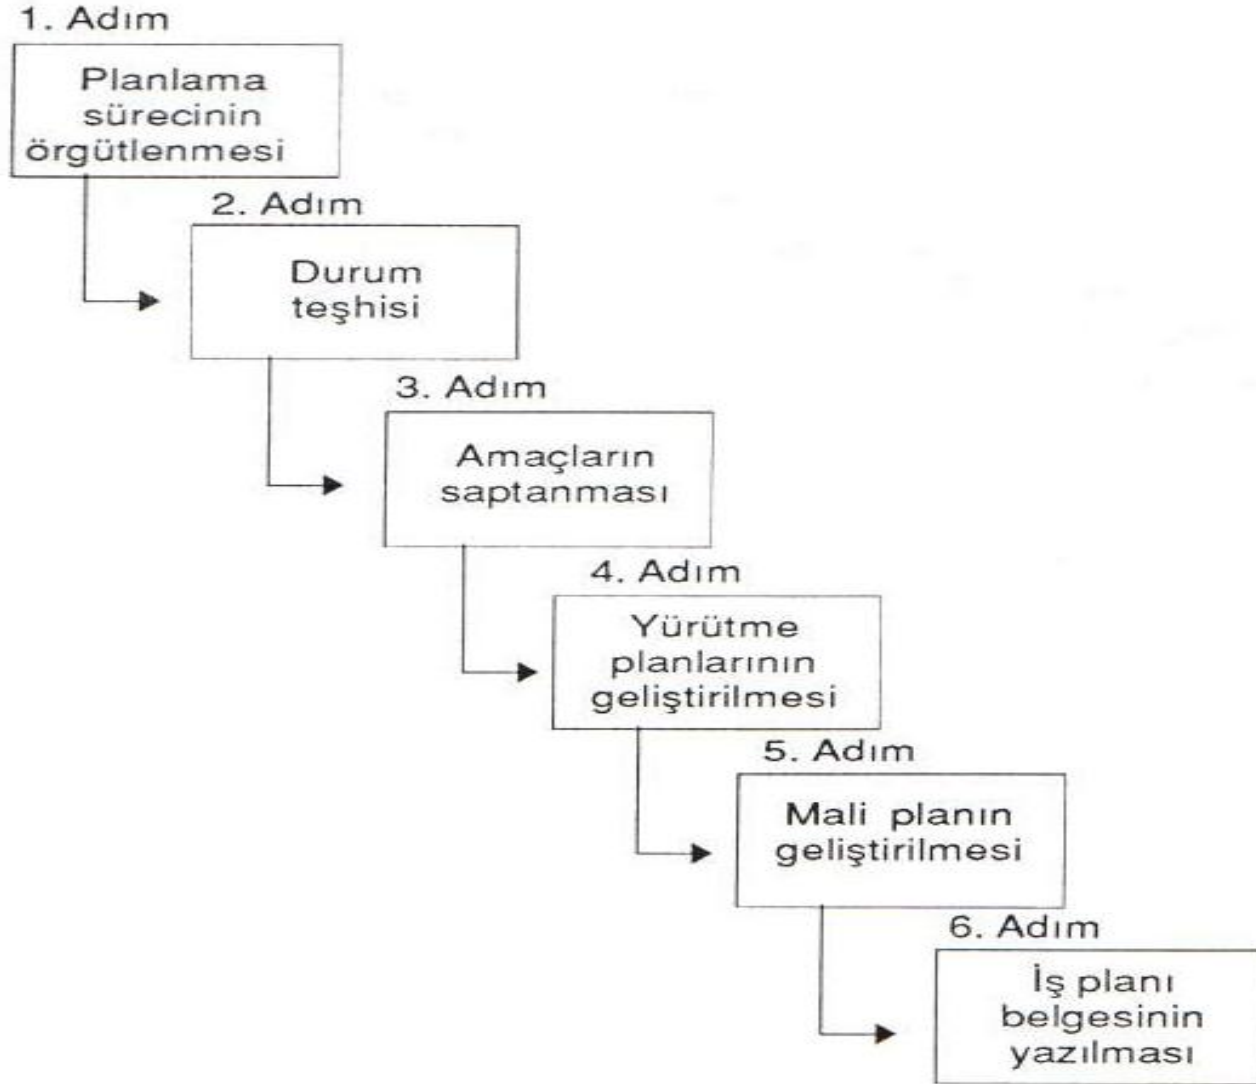 1. Adım
Planlama
sürecinin
örgütlenmesi
2. Adım
Durum
teşhisi
3. Adım
Amaçların
saptanması
4. Adım
Yürütme
planlarının
geliştirilmesi
5. Adım
Mali planın
geliştirilmesi
6. Adım
İş planı
belgesinin
yazılması